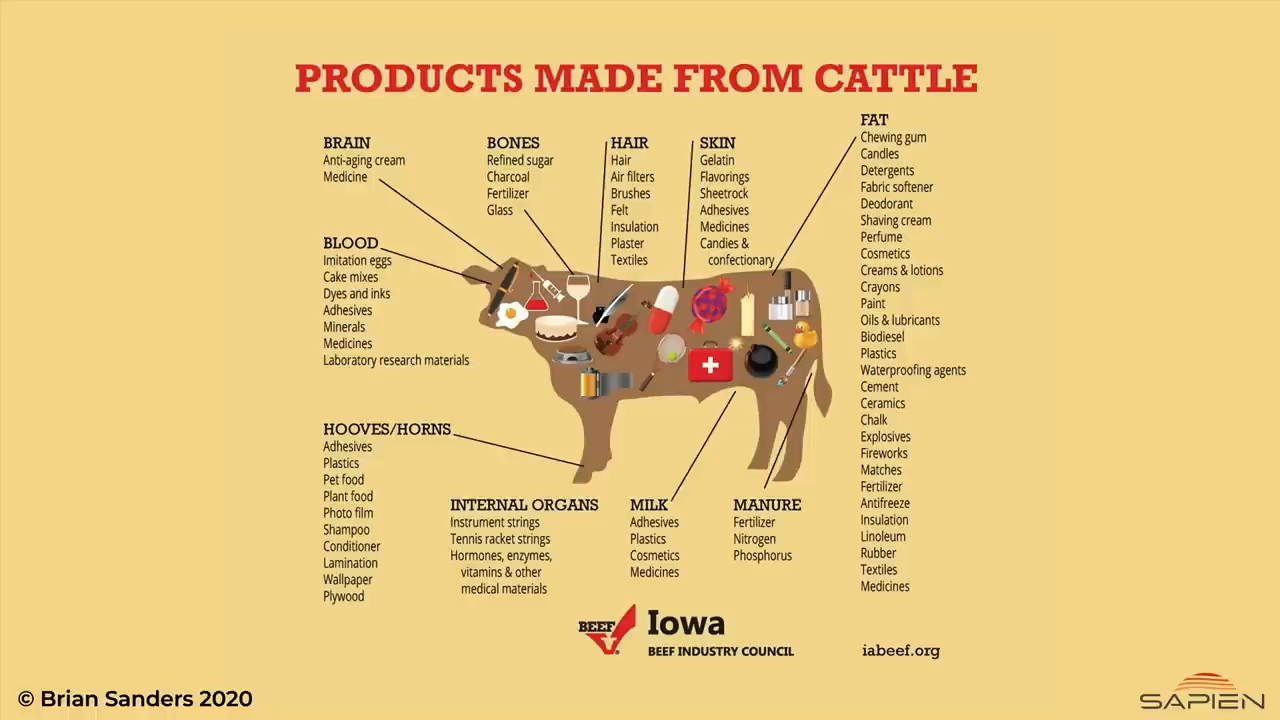 PRODUCTS MADE FROM CATTLE
BRAIN
Anti-aging cream
Medicine
BONES
Refined sugar
Charcoal
Fertilizer
Glass
HAIR
Hair
Air filters
Brushes
Felt
Insulation
Plaster
Textiles
SKIN
Gelatin
Flavorings
Sheetrock
Adhesives
Medicines
Candies &
confectionary
FAT
Chewing gum
Candles
Detergents
Fabric softener
Deodorant
Shaving cream
Perfume
Cosmetics
Creams & lotions
Crayons
Paint
Oils & lubricants
Biodiesel
Plastics
Waterproofing agents
Cement
Ceramics
Chalk
Explosives
Fireworks
Matches
Fertilizer
Antifreeze
Insulation
Linoleum
Rubber
Textiles
Medicines
BLOOD
Imitation eggs
Cake mixes
Dyes and inks
Adhesives
Minerals
Medicines
Laboratory research materials
HOOVES/HORNS
Adhesives
Plastics
Pet food
Plant food
Photo film
Shampoo
Conditioner
Lamination
Wallpaper
Plywood
INTERNAL ORGANS
Instrument strings
Tennis racket strings
Hormones, enzymes,
vitamins & other
medical materials
MILK
Adhesives
Plastics
Cosmetics
Medicines
MANURE
Fertilizer
Nitrogen
Phosphorus
BEEF
Iowa
BEEF INDUSTRY COUNCIL
iabeef.org
© Brian Sanders 2020
SAPIEN